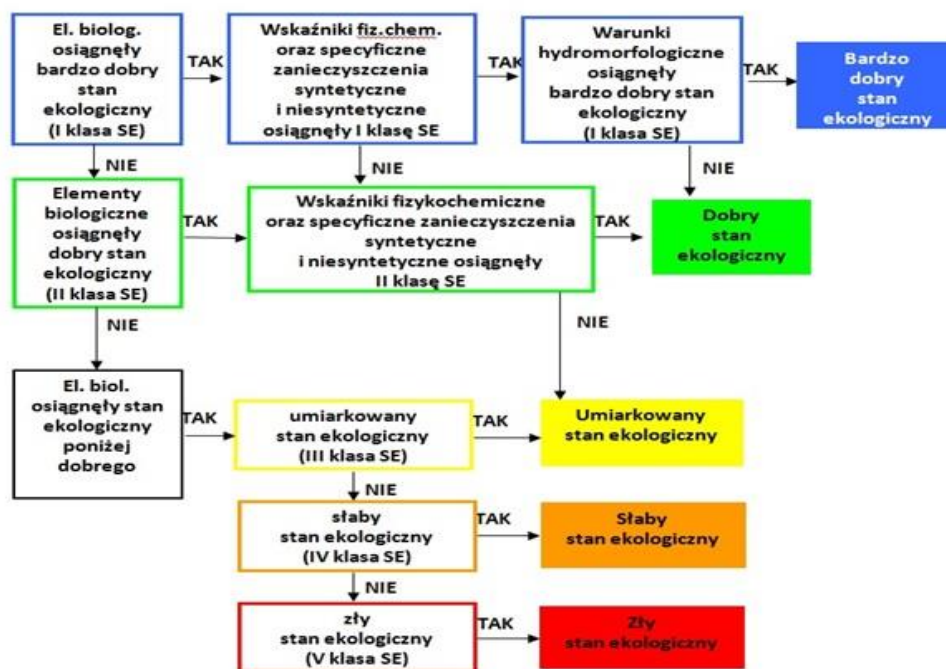 El. biolog.
osiągnęły
bardzo dobry
stan
ekologiczny
(I klasa SE)
TAK
Wskaźniki fiz.chem.
oraz specyficzne
zanieczyszczenia
syntetyczne
i niesyntetyczne
osiągnęły I klasę SE
TAK
Warunki
hydromorfologiczne
osiągnęły
bardzo dobry stan
ekologiczny
(I klasa SE)
TAK
Bardzo
dobry
stan
ekologiczny
NIE
NIE
NIE
Elementy
biologiczne
osiągnęły
dobry stan
ekologiczny
(II klasa SE)
TAK
Wskaźniki fizykochemiczne
oraz specyficzne zanieczyszczenia
syntetyczne
i niesyntetyczne osiągnęły
II klasę SE
TAK
Dobry
stan
ekologiczny
NIE
NIE
El. biol.
osiągnęły stan
ekologiczny
poniżej
dobrego
TAK
umiarkowany
stan ekologiczny
(III klasa SE)
TAK
Umiarkowany
stan ekologiczny
NIE
słaby
stan ekologiczny
(IV klasa SE)
TAK
Słaby
stan ekologiczny
NIE
zły
stan ekologiczny
(V klasa SE)
TAK
Zły
stan ekologiczny